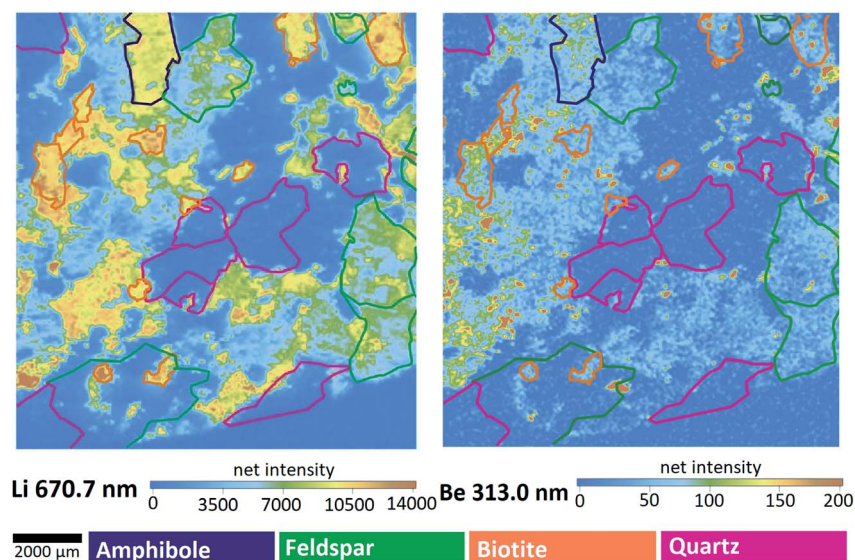 net intensity
Li 670.7 nm
0 3500 7000 10500 14000
net intensity
Be 313.0 nm
0 50 100 150 200
2000 µm
Amphibole
Feldspar
Biotite
Quartz